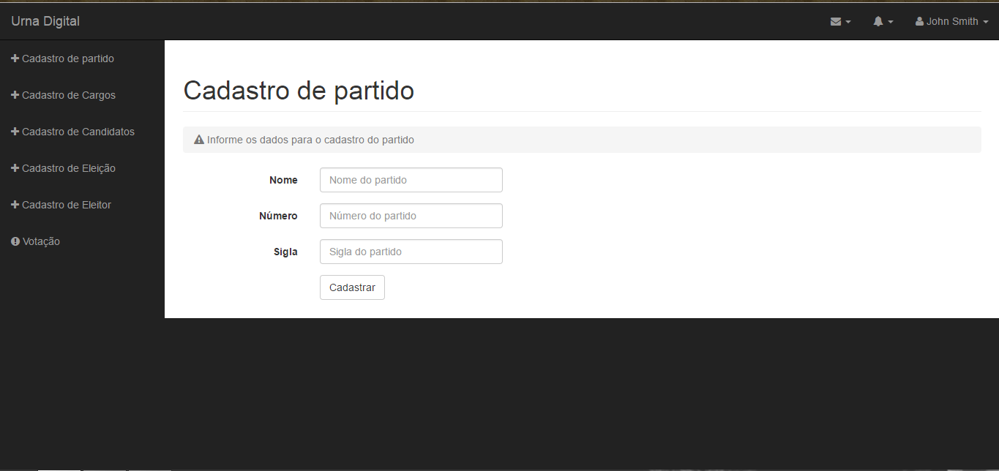 Urna Digital
John Smith
Cadastro de partido
Cadastro de Cargos
Cadastro de Candidatos
Cadastro de Eleição
Cadastro de Eleitor
Votação
Cadastro de partido
Informe os dados para o cadastro do partido
Nome
Nome do partido
Número
Número do partido
Sigla
Sigla do partido
Cadastrar